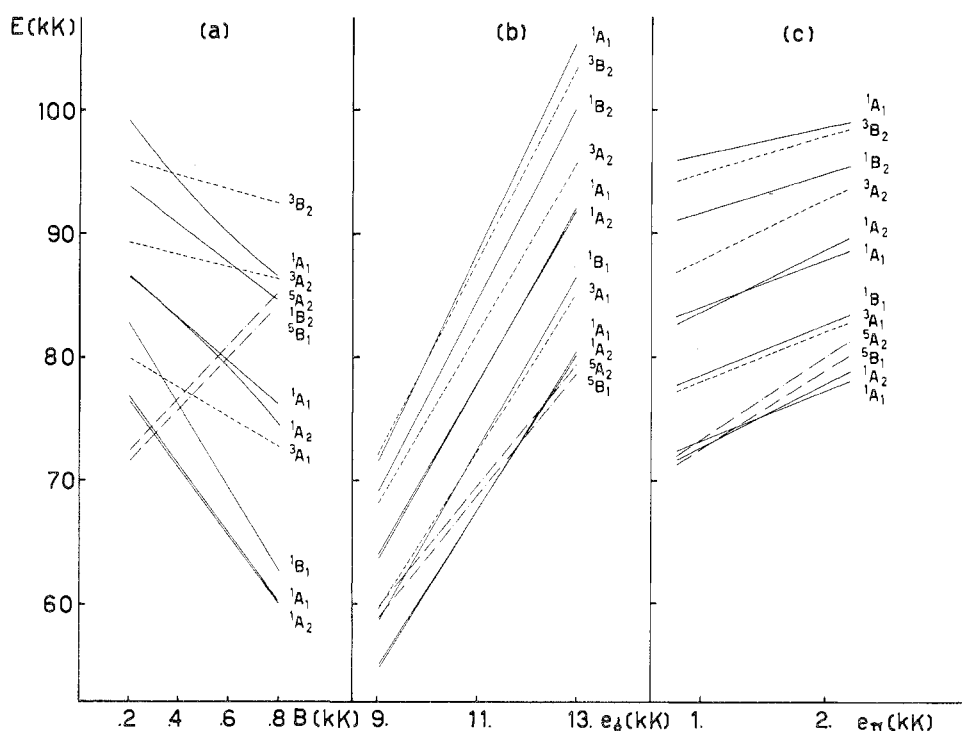 E(kK)
(a)
(b)
(c)
100
90
80
70
60
³B₂
¹A₁
³A₂
⁵A₂
¹B₂
⁵B₁
¹A₁
¹A₂
³A₁
¹B₁
¹A₁
¹A₂
¹A₁
³B₂
¹B₂
³A₂
¹A₁
¹A₂
¹B₁
³A₁
¹A₁
¹A₂
⁵A₂
⁵B₁
¹A₁
³B₂
¹B₂
³A₂
¹A₂
¹A₁
¹B₁
³A₁
⁵A₂
⁵B₁
¹A₂
¹A₁
.2 .4 .6 .8 B(kK)
9. 11. 13. e𝛿(kK)
1. 2. eπ(kK)